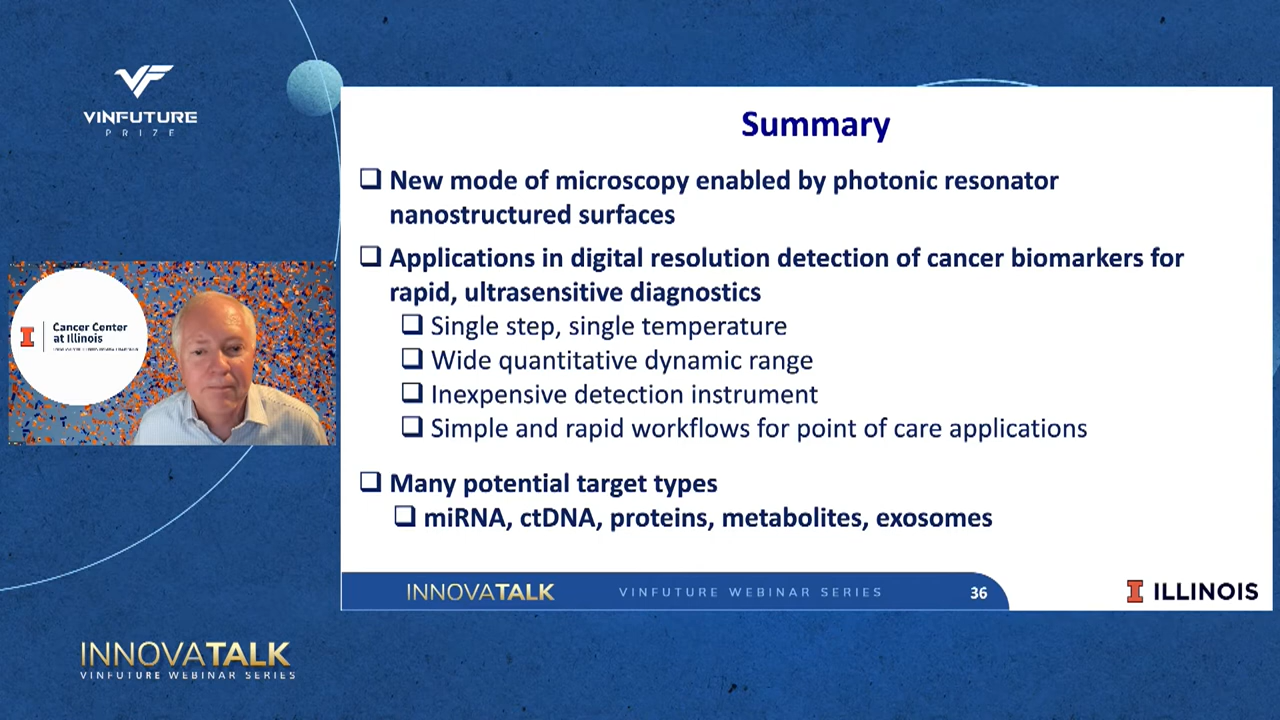 VF
VINFUTURE
PRIZE
Cancer Center
at Illinois
Summary
❑ New mode of microscopy enabled by photonic resonator
nanostructured surfaces
❑ Applications in digital resolution detection of cancer biomarkers for
rapid, ultrasensitive diagnostics
❑ Single step, single temperature
❑ Wide quantitative dynamic range
❑ Inexpensive detection instrument
❑ Simple and rapid workflows for point of care applications
❑ Many potential target types
❑ miRNA, ctDNA, proteins, metabolites, exosomes
INNOVATALK VINFUTURE WEBINAR SERIES 36
I ILLINOIS
INNOVATALK
VINFUTURE WEBINAR SERIES